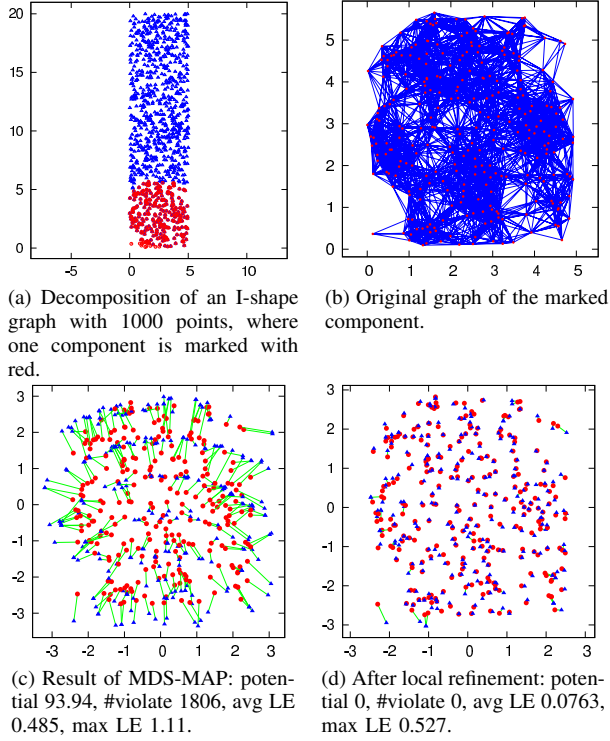 20
15
10
5
0
-5 0 5 10
5
4
3
2
1
0
0 1 2 3 4 5
(a) Decomposition of an I-shape
graph with 1000 points, where
one component is marked with
red.
(b) Original graph of the marked
component.
3
2
1
0
-1
-2
-3
-3 -2 -1 0 1 2 3
3
2
1
0
-1
-2
-3
-3 -2 -1 0 1 2 3
(c) Result of MDS-MAP: poten-
tial 93.94, #violate 1806, avg LE
0.485, max LE 1.11.
(d) After local refinement: poten-
tial 0, #violate 0, avg LE 0.0763,
max LE 0.527.